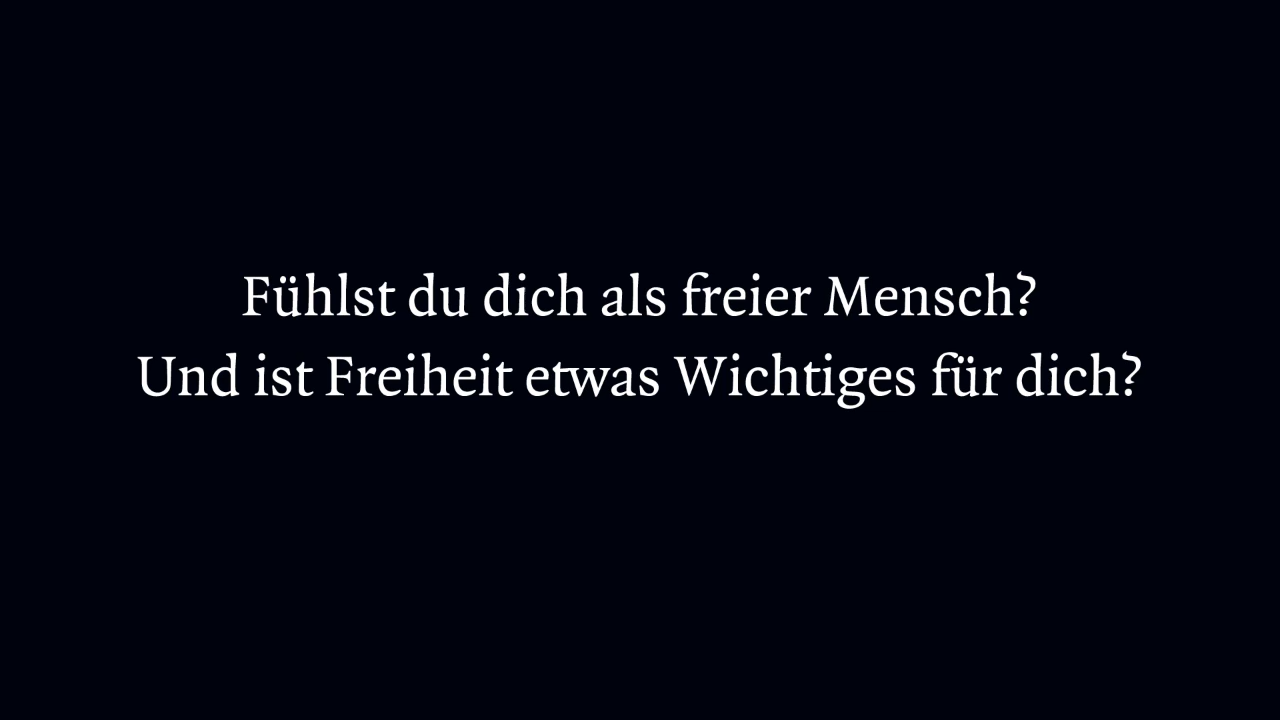 Fühlst du dich als freier Mensch?
Und ist Freiheit etwas Wichtiges für dich?